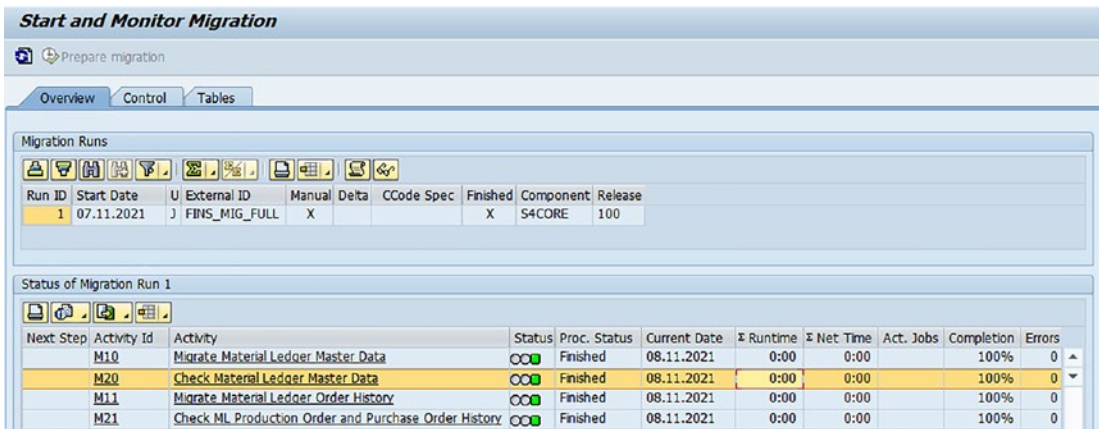 Start and Monitor Migration
Prepare migration
Overview Control Tables
Migration Runs
Run ID Start Date U External ID Manual Delta CCode Spec Finished Component Release
1 07.11.2021 J FINS_MIG_FULL X X S4CORE 100
Status of Migration Run 1
Next Step Activity Id Activity Status Proc. Status Current Date Σ Runtime Σ Net Time Act. Jobs Completion Errors
M10 Migrate Material Ledger Master Data Finished 08.11.2021 0:00 0:00 100% 0
M20 Check Material Ledger Master Data Finished 08.11.2021 0:00 0:00 100% 0
M11 Migrate Material Ledger Order History Finished 08.11.2021 0:00 0:00 100% 0
M21 Check ML Production Order and Purchase Order History Finished 08.11.2021 0:00 0:00 100% 0